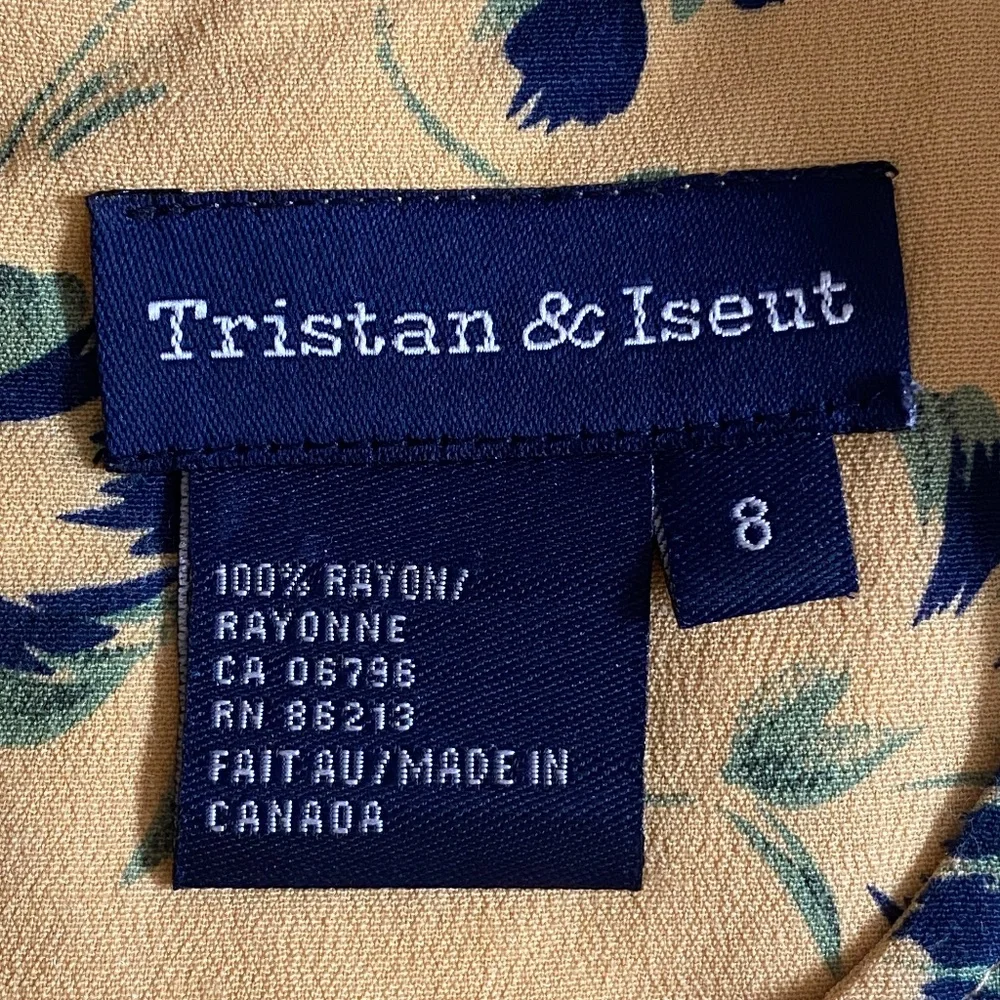 Tristan & Iseut
8
100% RAYON/
RAYONNE
CA 06796
RN 86213
FAIT AU/MADE IN
CANADA